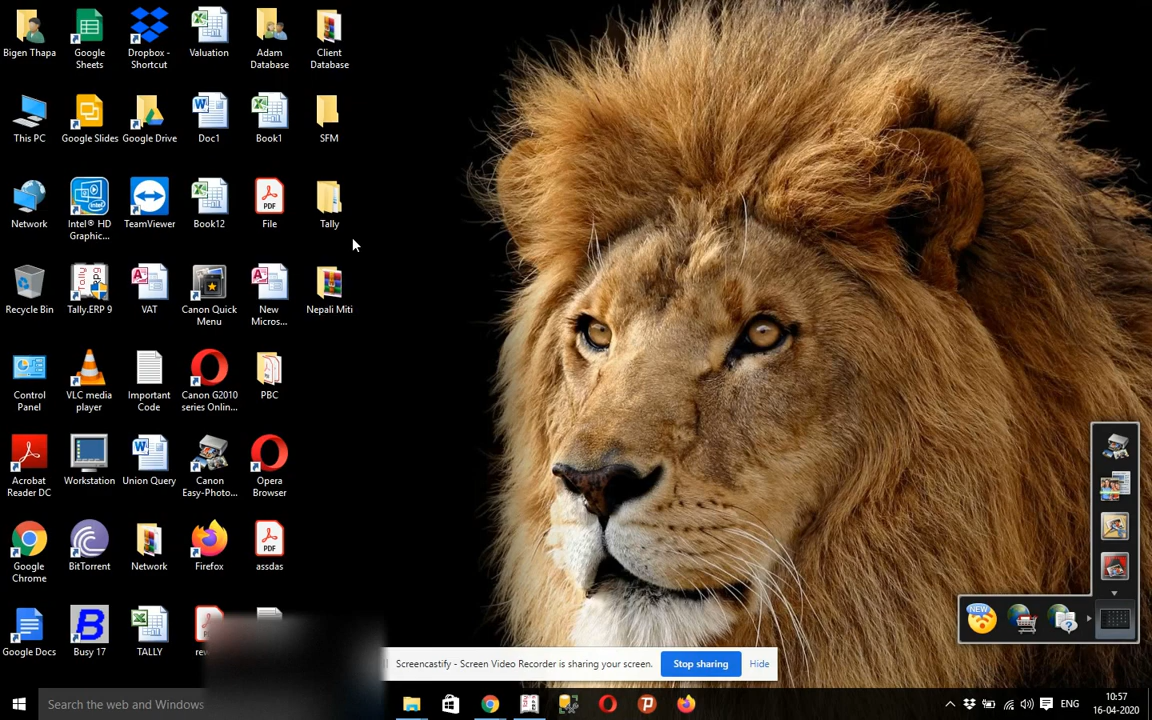 Bigen Thapa
Google
Sheets
Dropbox -
Shortcut
Valuation
Adam
Database
Client
Database
This PC
Google Slides
Google Drive
Doc1
Book1
SFM
Network
Intel® HD
Graphic...
TeamViewer
Book12
PDF
File
Tally
Recycle Bin
Tally.ERP 9
VAT
Canon Quick
Menu
New
Micros...
Nepali Miti
Control
Panel
VLC media
player
Important
Code
Canon G2010
series Onlin...
PBC
Acrobat
Reader DC
Workstation
Union Query
Canon
Easy-Photo...
Opera
Browser
Google
Chrome
BitTorrent
Network
Firefox
PDF
assdas
Google Docs
B
Busy 17
TALLY
Screencastify - Screen Video Recorder is sharing your screen.
Stop sharing
Hide
NEW
Search the web and Windows
ENG
10:57
16-04-2020